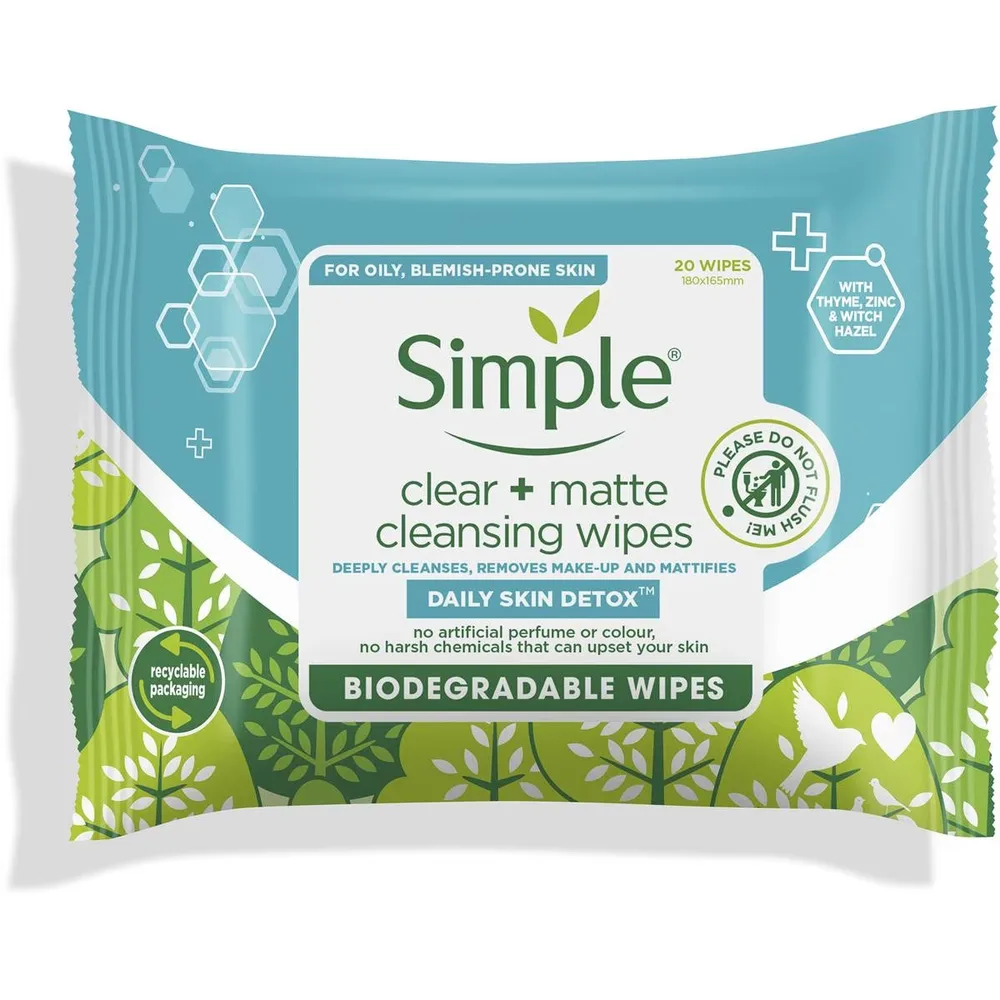 FOR OILY, BLEMISH-PRONE SKIN
20 WIPES
180x165mm
WITH
THYME, ZINC
& WITCH
HAZEL
Simple®
PLEASE DO NOT FLUSH ME!
clear + matte
cleansing wipes
DEEPLY CLEANSES, REMOVES MAKE-UP AND MATTIFIES
DAILY SKIN DETOX™
no artificial perfume or colour,
no harsh chemicals that can upset your skin
recyclable
packaging
BIODEGRADABLE WIPES